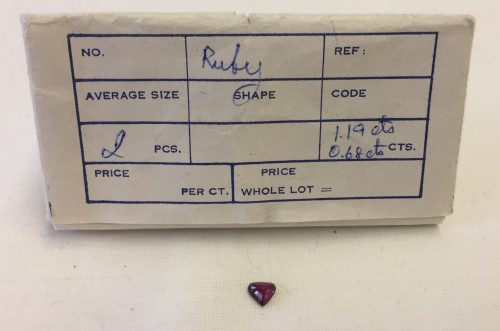 NO. Ruby REF:
AVERAGE SIZE SHAPE CODE
2 PCS. 1.19 cts
0.68 cts CTS.
PRICE PRICE
PER CT. WHOLE LOT =